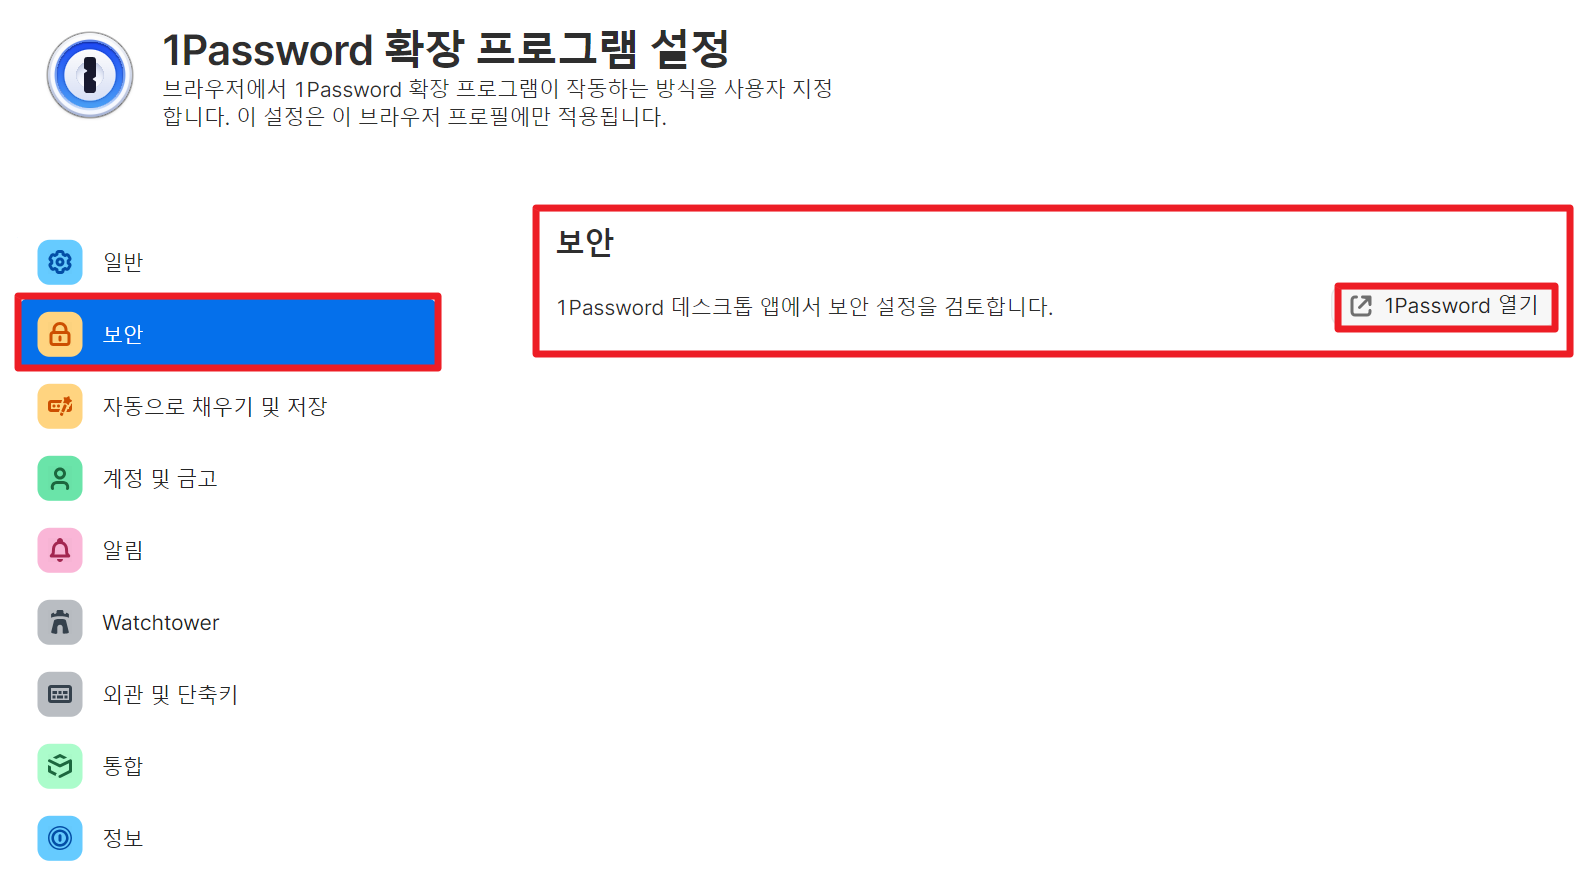 1Password 확장 프로그램 설정
브라우저에서 1Password 확장 프로그램이 작동하는 방식을 사용자 지정
합니다. 이 설정은 이 브라우저 프로필에만 적용됩니다.
일반
보안
자동으로 채우기 및 저장
계정 및 금고
알림
Watchtower
외관 및 단축키
통합
정보
보안
1Password 데스크톱 앱에서 보안 설정을 검토합니다.
1Password 열기